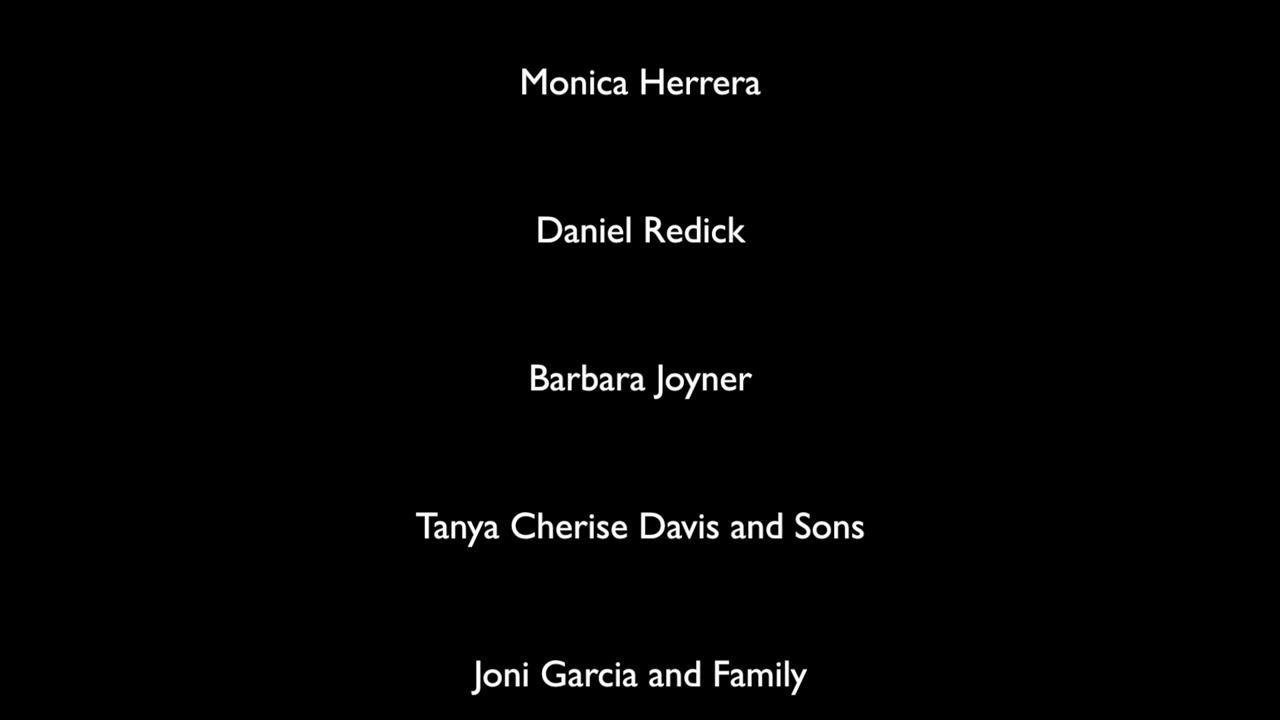 Monica Herrera
Daniel Redick
Barbara Joyner
Tanya Cherise Davis and Sons
Joni Garcia and Family